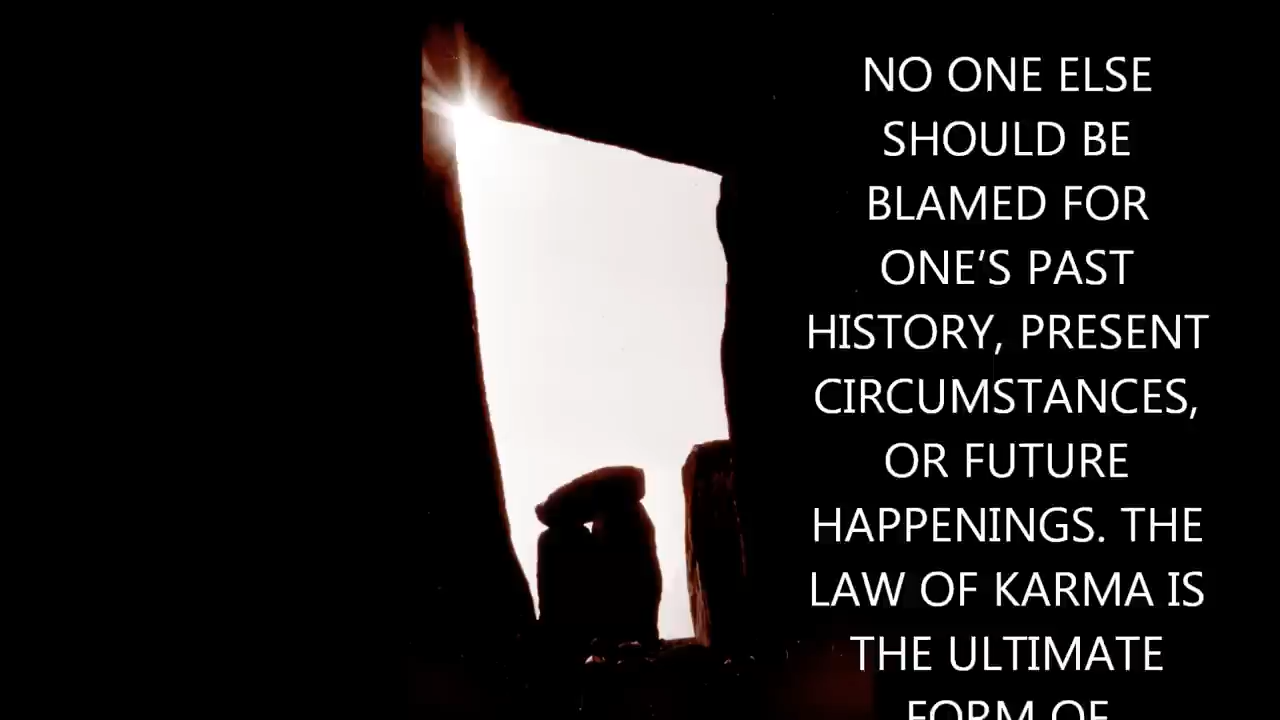 NO ONE ELSE
SHOULD BE
BLAMED FOR
ONE’S PAST
HISTORY, PRESENT
CIRCUMSTANCES,
OR FUTURE
HAPPENINGS. THE
LAW OF KARMA IS
THE ULTIMATE
FORM OF